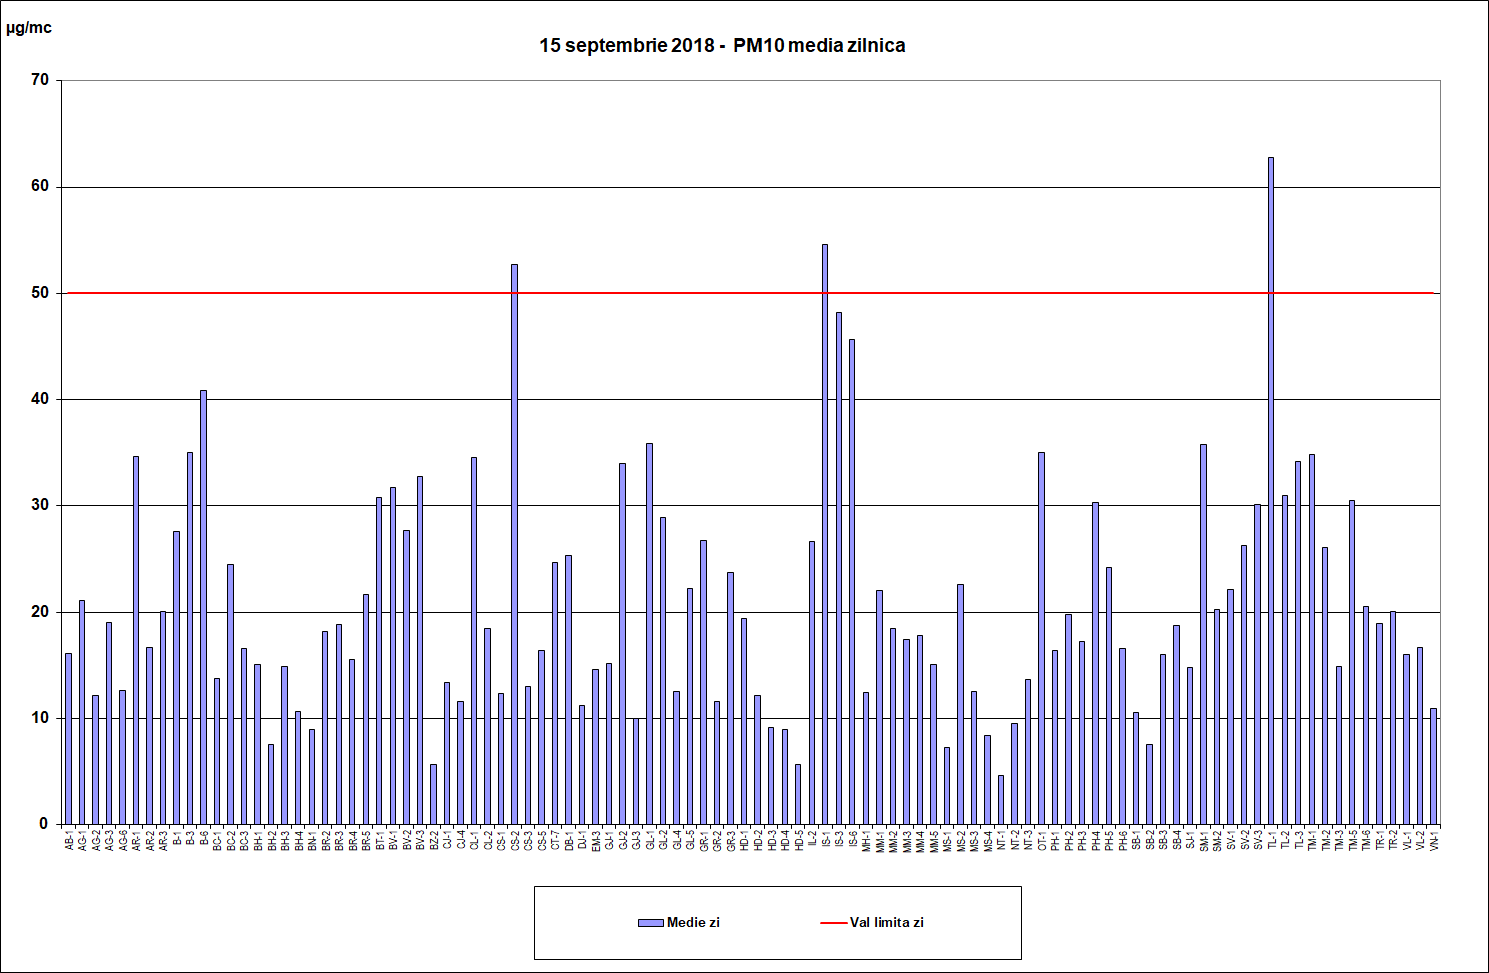 µg/mc
15 septembrie 2018 - PM10 media zilnica
70
60
50
40
30
20
10
0
AB-1
AG-1
AG-2
AG-3
AG-6
AR-1
AR-2
AR-3
B-1
B-3
B-6
BC-1
BC-2
BC-3
BH-1
BH-2
BH-3
BH-4
BN-1
BR-2
BR-3
BR-4
BR-5
BT-1
BV-1
BV-2
BV-3
BZ-2
CJ-1
CJ-4
CL-1
CL-2
CS-1
CS-2
CS-3
CS-5
CT-7
DB-1
DJ-1
EM-3
GJ-1
GJ-2
GJ-3
GL-1
GL-2
GL-4
GL-5
GR-1
GR-2
GR-3
HD-1
HD-2
HD-3
HD-4
HD-5
IL-2
IS-1
IS-3
IS-6
MH-1
MM-1
MM-2
MM-3
MM-4
MM-5
MS-1
MS-2
MS-3
MS-4
NT-1
NT-2
NT-3
OT-1
PH-1
PH-2
PH-3
PH-4
PH-5
PH-6
SB-1
SB-2
SB-3
SB-4
SJ-1
SM-1
SM-2
SV-1
SV-2
SV-3
TL-1
TL-2
TL-3
TM-1
TM-2
TM-3
TM-5
TM-6
TR-1
TR-2
VL-1
VL-2
VN-1
Medie zi
Val limita zi